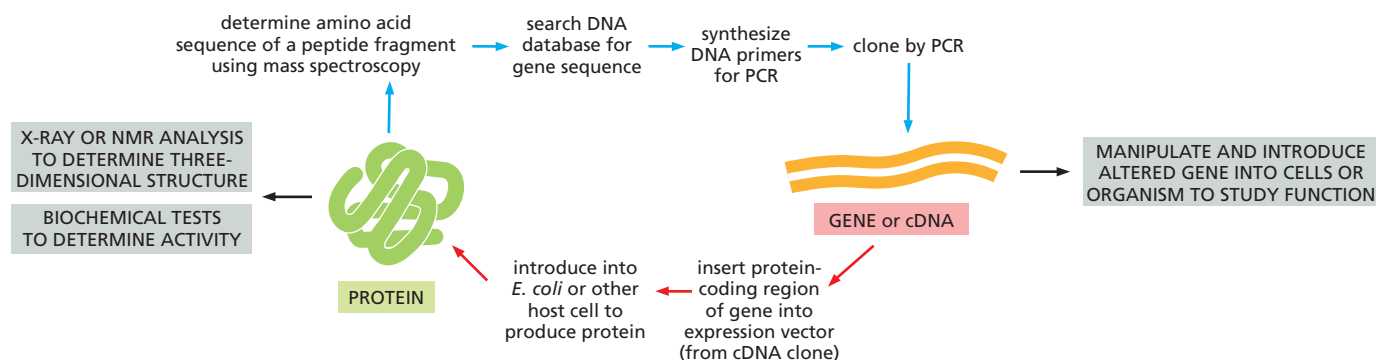 determine amino acid
sequence of a peptide fragment
using mass spectroscopy
search DNA
database for
gene sequence
synthesize
DNA primers
for PCR
clone by PCR
X-RAY OR NMR ANALYSIS
TO DETERMINE THREE-
DIMENSIONAL STRUCTURE
BIOCHEMICAL TESTS
TO DETERMINE ACTIVITY
MANIPULATE AND INTRODUCE
ALTERED GENE INTO CELLS OR
ORGANISM TO STUDY FUNCTION
GENE or cDNA
PROTEIN
introduce into
E. coli or other
host cell to
produce protein
insert protein-
coding region
of gene into
expression vector
(from cDNA clone)